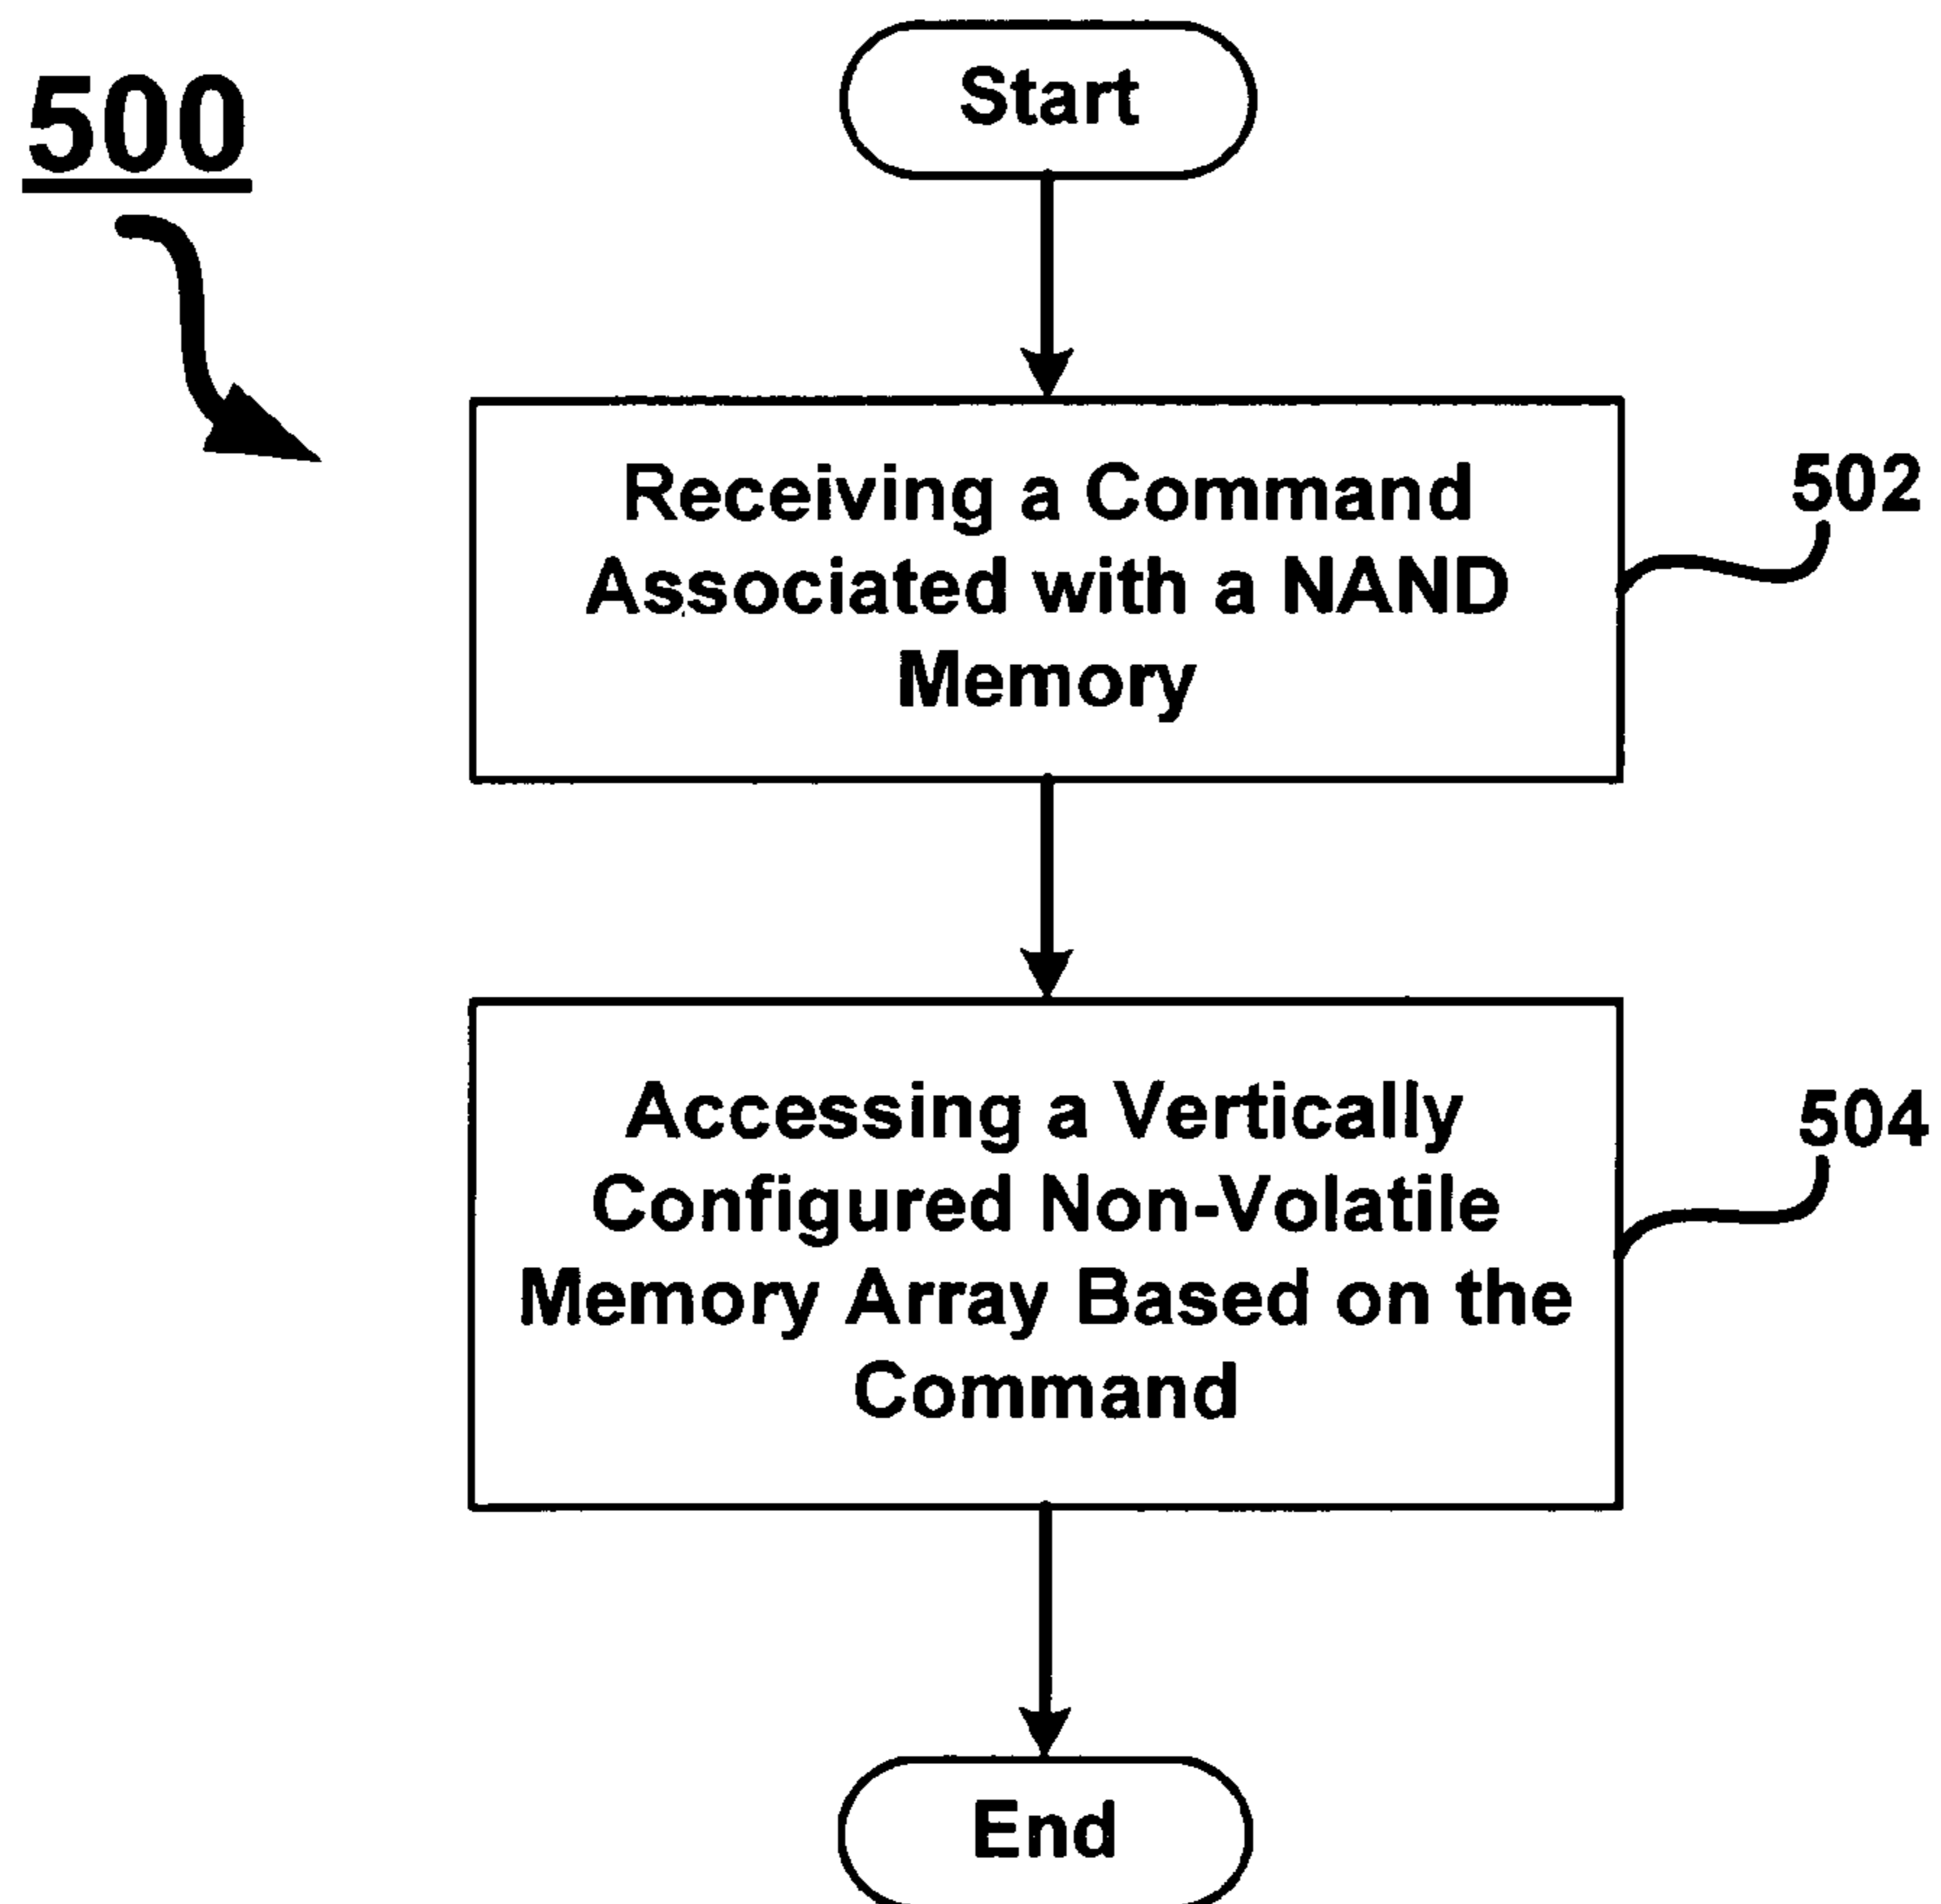 500
Start
Receiving a Command
Associated with a NAND
Memory
502
Accessing a Vertically
Configured Non-Volatile
Memory Array Based on the
Command
504
End